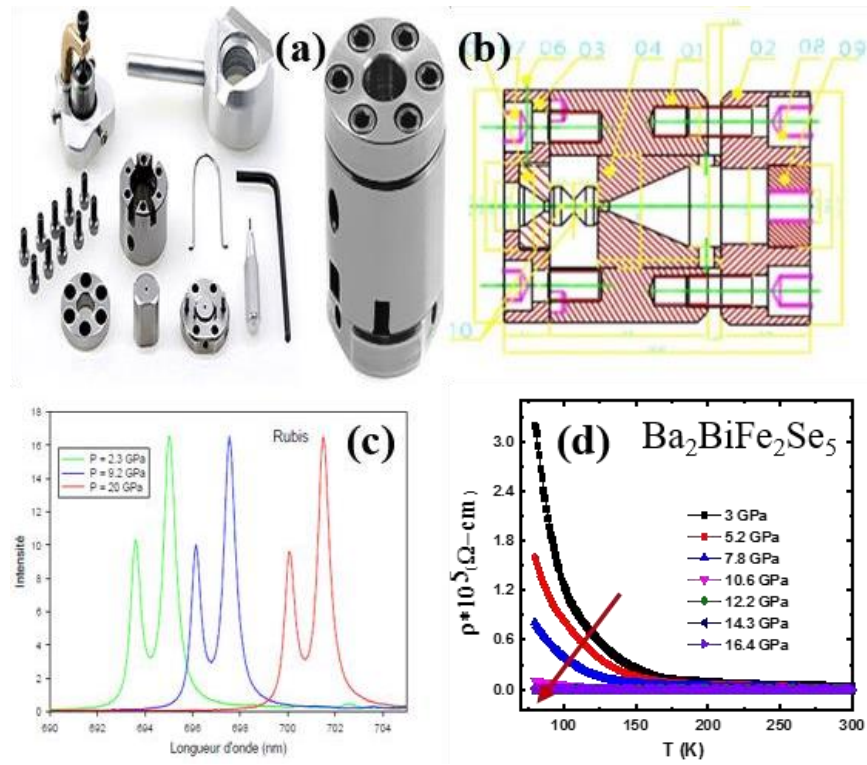 (a)
(b)
07 06 03 04 01 02 08 09
10
(c)
18
16
14
12
10
8
6
4
2
0
P = 2.3 GPa
P = 9.2 GPa
P = 20 GPa
Rubis
Intensité
690 692 694 696 698 700 702 704
Longueur d'onde (nm)
(d)
Ba₂BiFe₂Se₅
3.0
2.4
1.8
1.2
0.6
0.0
ρ*10^5(Ω−cm)
3 GPa
5.2 GPa
7.8 GPa
10.6 GPa
12.2 GPa
14.3 GPa
16.4 GPa
100 150 200 250 300
T (K)